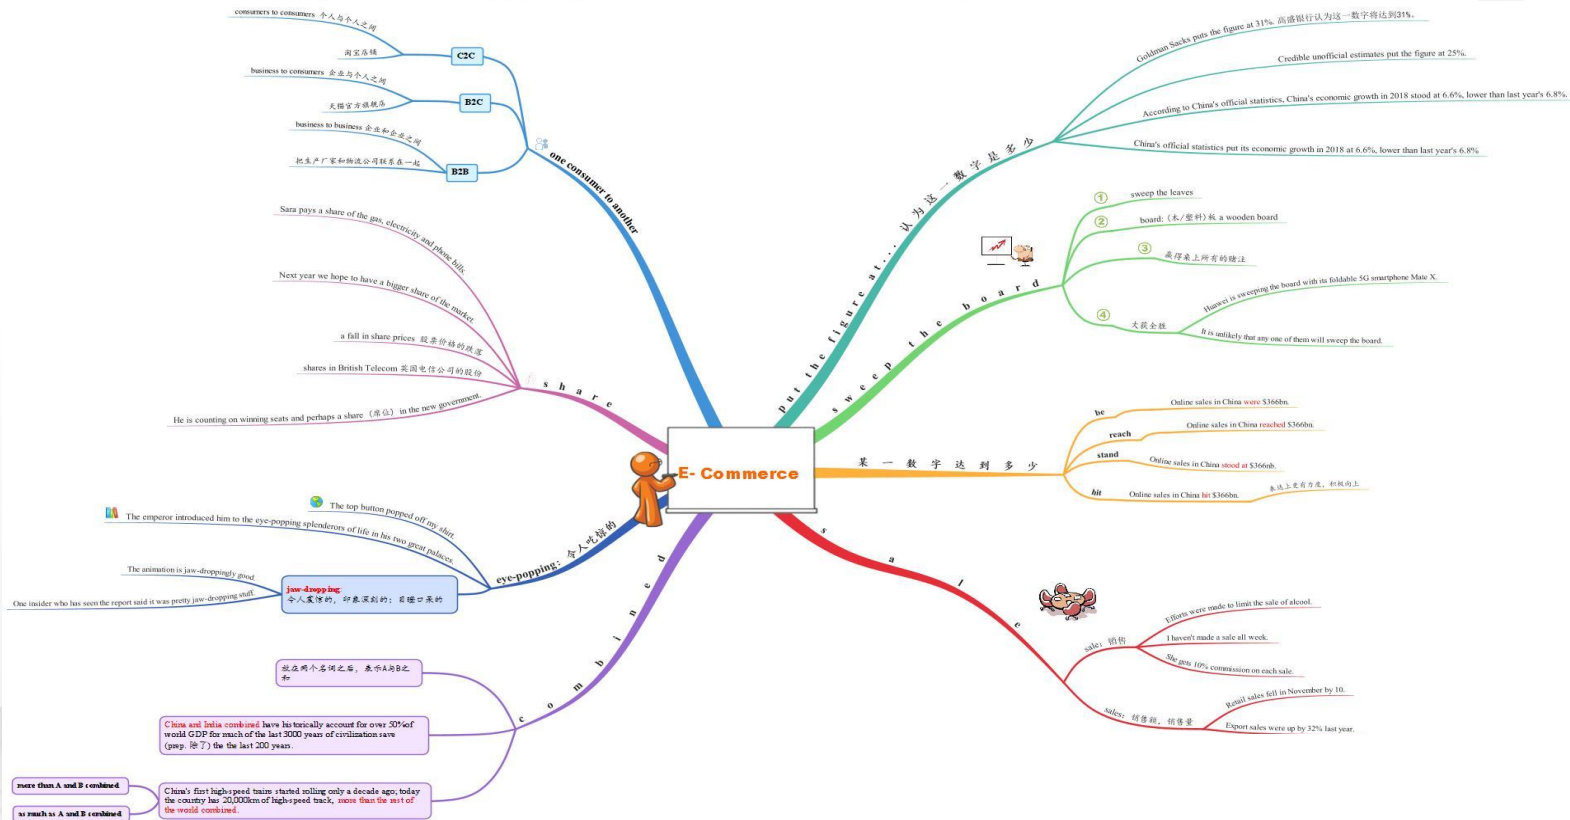 E- Commerce
put the figure at... 认为这一数字是多少
Goldman Sacks puts the figure at 31%. 高盛银行认为这一数字将达到31%.
Credible unofficial estimates put the figure at 25%.
According to China's official statistics, China's economic growth in 2018 stood at 6.6%, lower than last year's 6.8%.
China's official statistics put its economic growth in 2018 at 6.6%, lower than last year's 6.8%
sweep the board
① sweep the leaves
② board: (木/塑料) 板 a wooden board
③ 赢得桌上所有的赌注
④ 大获全胜
Huawei is sweeping the board with its foldable 5G smartphone Mate X.
It is unlikely that any one of them will sweep the board.
某一数字达到多少
be
Online sales in China were $366bn.
reach
Online sales in China reached $366bn.
stand
Online sales in China stood at $366nb.
hit
Online sales in China hit $366bn.
表达上更有力度，积极向上
sale
sale：销售
Efforts were made to limit the sale of alcool.
I haven't made a sale all week.
She gets 10% commission on each sale.
sales：销售额，销售量
Retail sales fell in November by 10.
Export sales were up by 32% last year.
one consumer to another
C2C
consumers to consumers 个人与个人之间
淘宝店铺
B2C
business to consumers 企业与个人之间
天猫官方旗舰店
B2B
business to business 企业和企业之间
把生产厂家和物流公司联系在一起
share
Sara pays a share of the gas, electricity and phone bills.
Next year we hope to have a bigger share of the market.
a fall in share prices 股票价格的跌落
shares in British Telecom 英国电信公司的股份
He is counting on winning seats and perhaps a share（席位）in the new government.
eye-popping：令人吃惊的
The top button popped off my shirt.
The emperor introduced him to the eye-popping splenderors of life in his two great palaces.
jaw-dropping:
令人震惊的，印象深刻的；目瞪口呆的
The animation is jaw-droppingly good
One insider who has seen the report said it was pretty jaw-dropping stuff.
combined
放在两个名词之后，表示A与B之
和
China and India combined have historically account for over 50%of
world GDP for much of the last 3000 years of civilization save
(prep. 除了) the the last 200 years.
China's first high-speed trains started rolling only a decade ago; today
the country has 20,000km of high-speed track, more than the rest of
the world combined.
more than A and B combined
as much as A and B combined